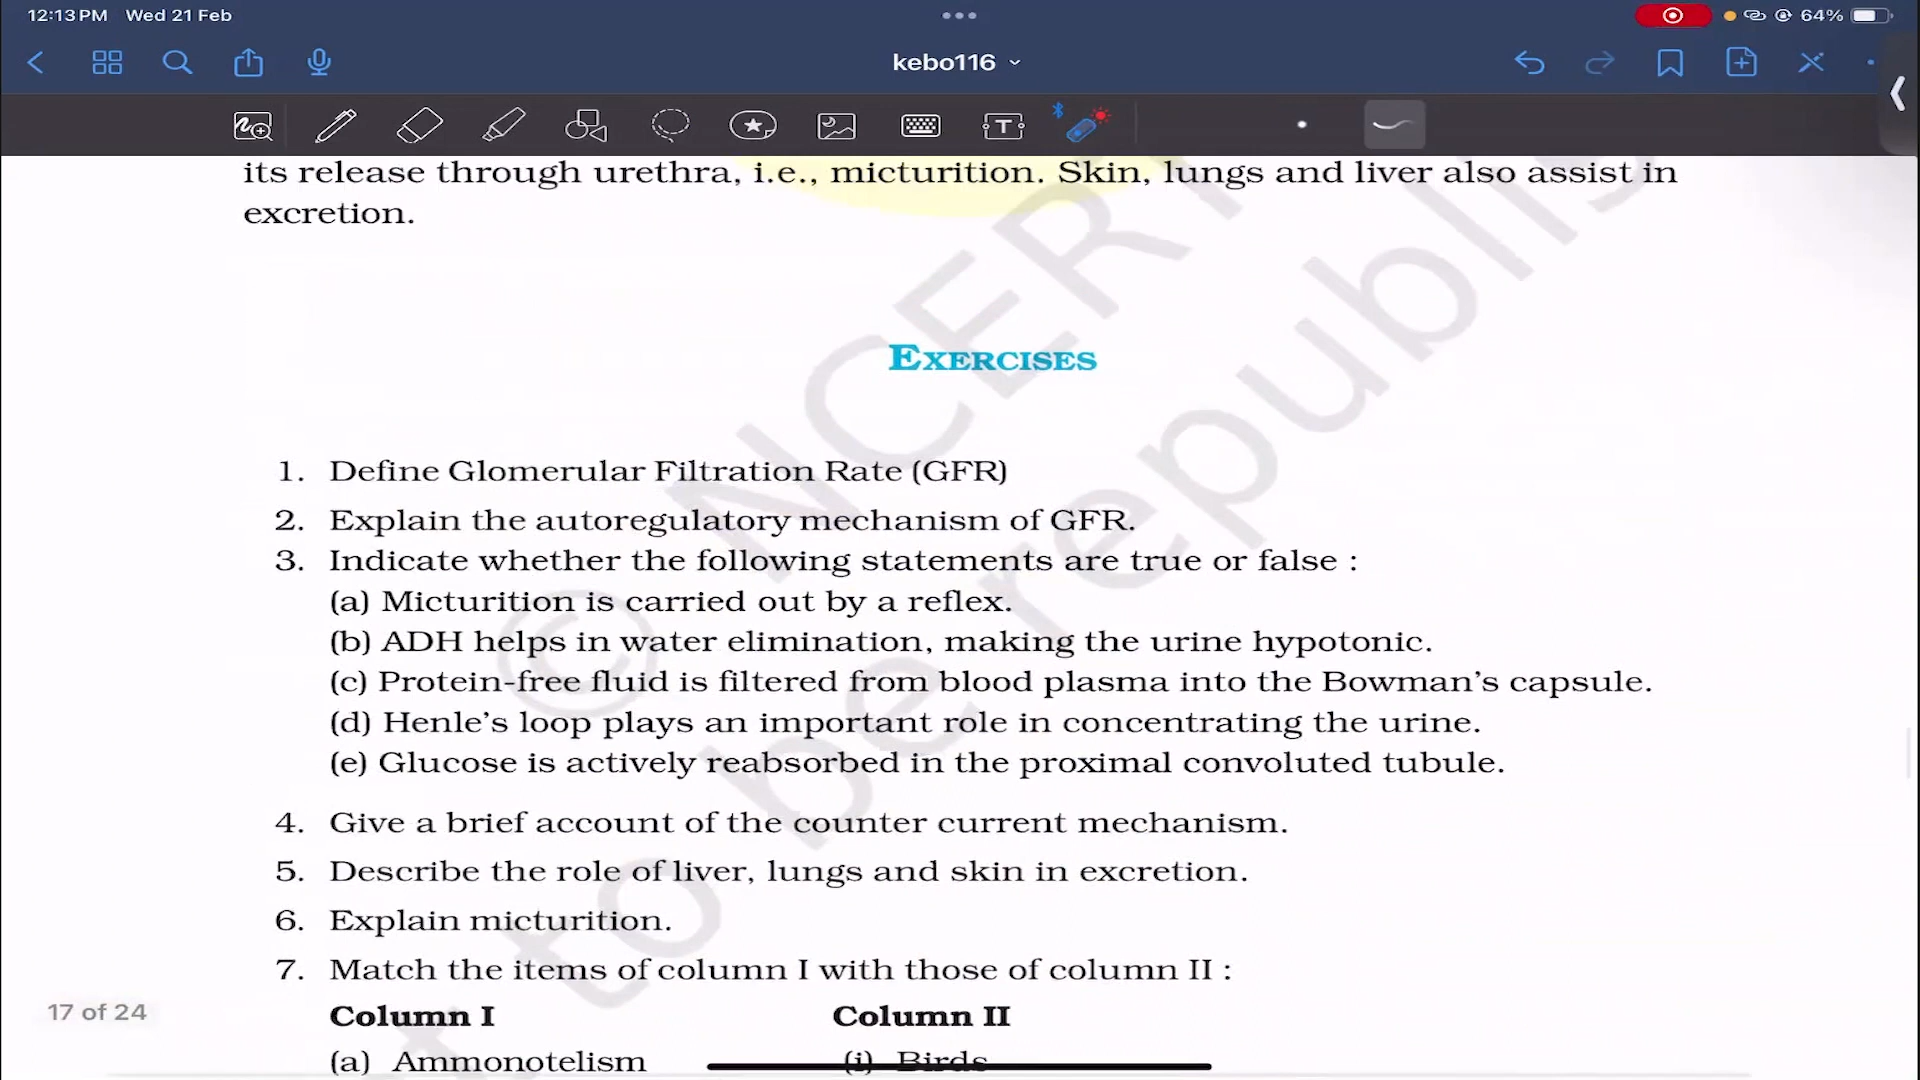 12:13 PM Wed 21 Feb
64%
kebo116
T
its release through urethra, i.e., micturition. Skin, lungs and liver also assist in
excretion.
EXERCISES
1. Define Glomerular Filtration Rate (GFR)
2. Explain the autoregulatory mechanism of GFR.
3. Indicate whether the following statements are true or false :
(a) Micturition is carried out by a reflex.
(b) ADH helps in water elimination, making the urine hypotonic.
(c) Protein-free fluid is filtered from blood plasma into the Bowman's capsule.
(d) Henle's loop plays an important role in concentrating the urine.
(e) Glucose is actively reabsorbed in the proximal convoluted tubule.
4. Give a brief account of the counter current mechanism.
5. Describe the role of liver, lungs and skin in excretion.
6. Explain micturition.
7. Match the items of column I with those of column II :
17 of 24
Column I Column II
(a) Ammonotelism (i) Birds
© NCER
to be republis